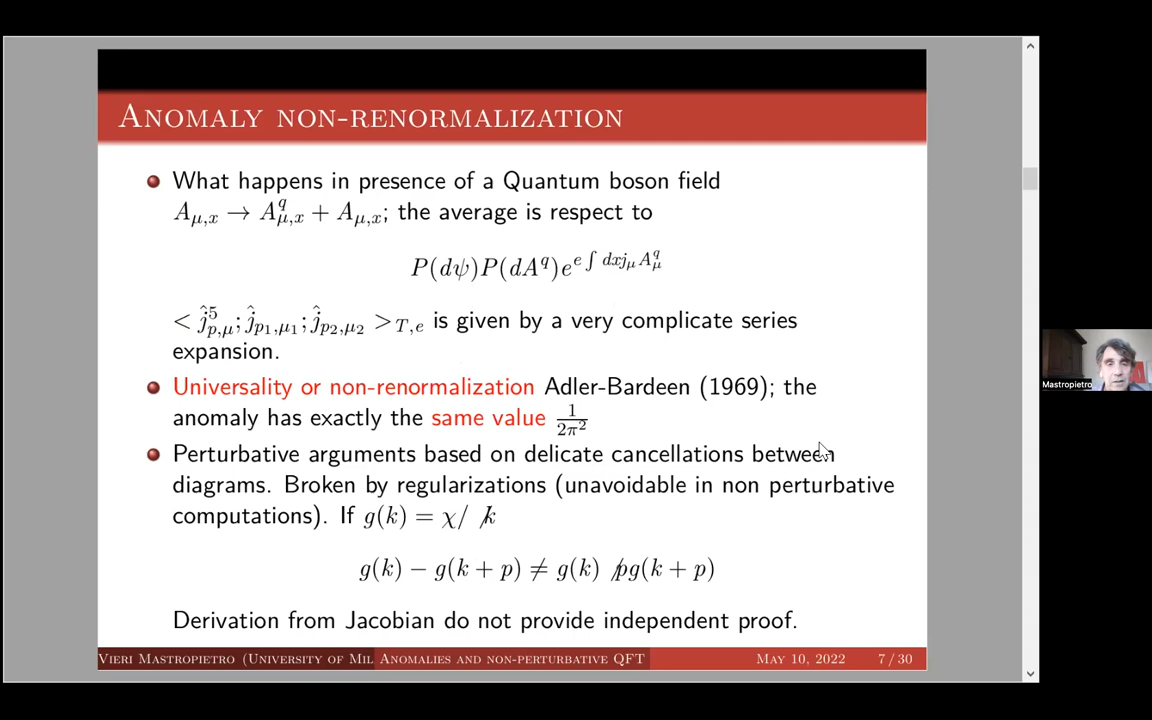 ANOMALY NON-RENORMALIZATION
What happens in presence of a Quantum boson field
A_{μ,x} → A^q_{μ,x} + A_{μ,x}; the average is respect to
P(dψ)P(dA^q)e^{e ∫ dxj_μ A^q_μ}
< ĵ^5_{p,μ}; ĵ_{p_1,μ_1}; ĵ_{p_2,μ_2} >_{T,e} is given by a very complicate series
expansion.
Universality or non-renormalization Adler-Bardeen (1969); the
anomaly has exactly the same value 1/2π²
Perturbative arguments based on delicate cancellations between
diagrams. Broken by regularizations (unavoidable in non perturbative
computations). If g(k) = χ/ k̸
g(k) − g(k + p) ≠ g(k) p̸g(k + p)
Derivation from Jacobian do not provide independent proof.
VIERI MASTROPIETRO (UNIVERSITY OF MIL ANOMALIES AND NON-PERTURBATIVE QFT MAY 10, 2022 7 / 30
Mastropietro